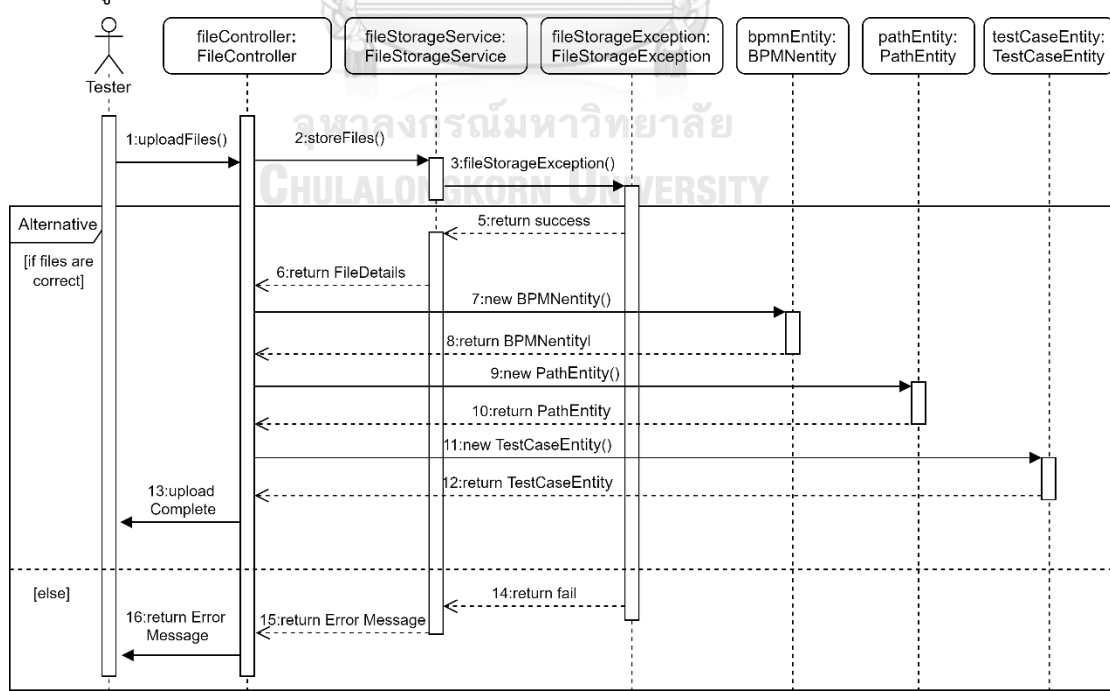 fileController:
FileController
fileStorageService:
FileStorageService
fileStorageException:
FileStorageException
bpmnEntity:
BPMNentity
pathEntity:
PathEntity
testCaseEntity:
TestCaseEntity
Tester
จุฬาลงกรณ์มหาวิทยาลัย
CHULALONGKORN UNIVERSITY
1:uploadFiles()
2:storeFiles()
3:fileStorageException()
Alternative
[if files are
correct]
5:return success
6:return FileDetails
7:new BPMNentity()
8:return BPMNentityl
9:new PathEntity()
10:return PathEntity
11:new TestCaseEntity()
12:return TestCaseEntity
13:upload
Complete
[else]
14:return fail
15:return Error Message
16:return Error
Message